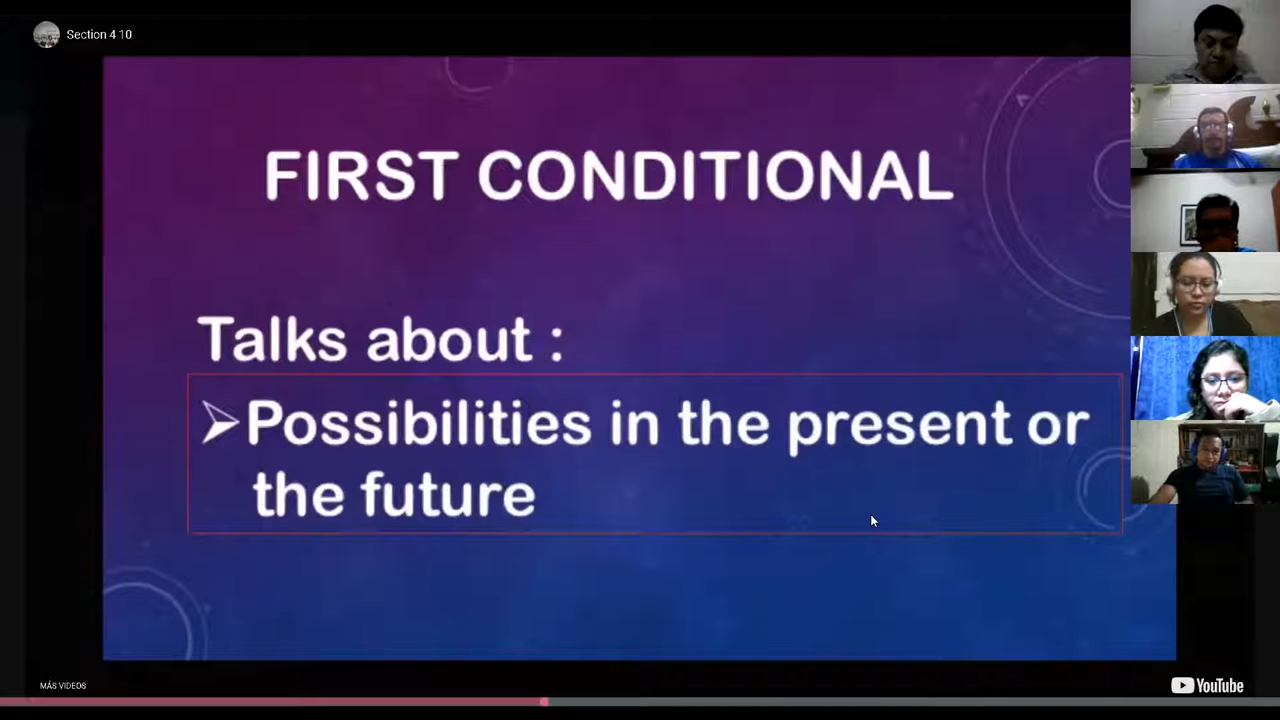 Section 4 10
FIRST CONDITIONAL
Talks about :
Possibilities in the present or
the future
MÁS VIDEOS
YouTube